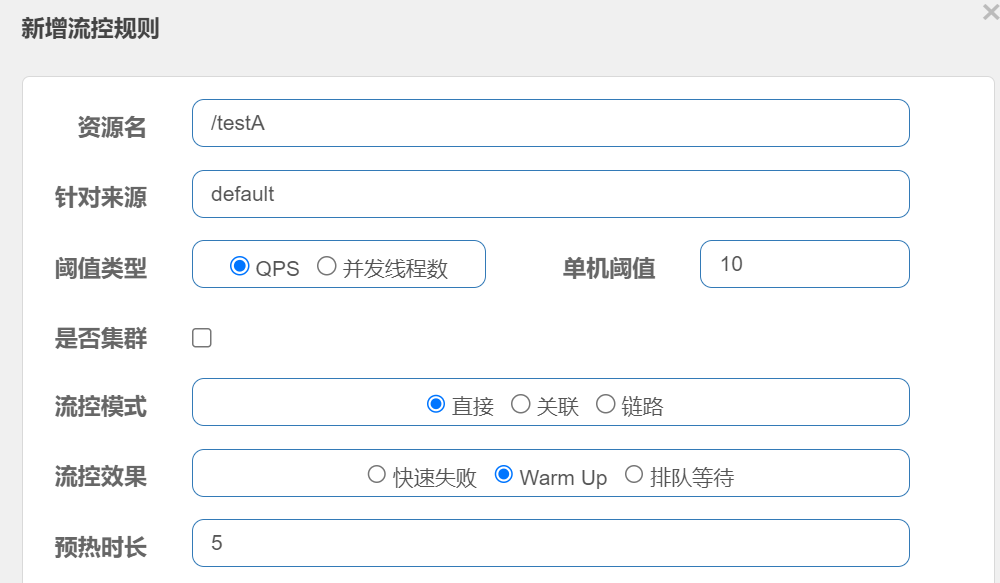 新增流控规则
×
资源名 /testA
针对来源 default
阈值类型 QPS 并发线程数 单机阈值 10
是否集群
流控模式 直接 关联 链路
流控效果 快速失败 Warm Up 排队等待
预热时长 5